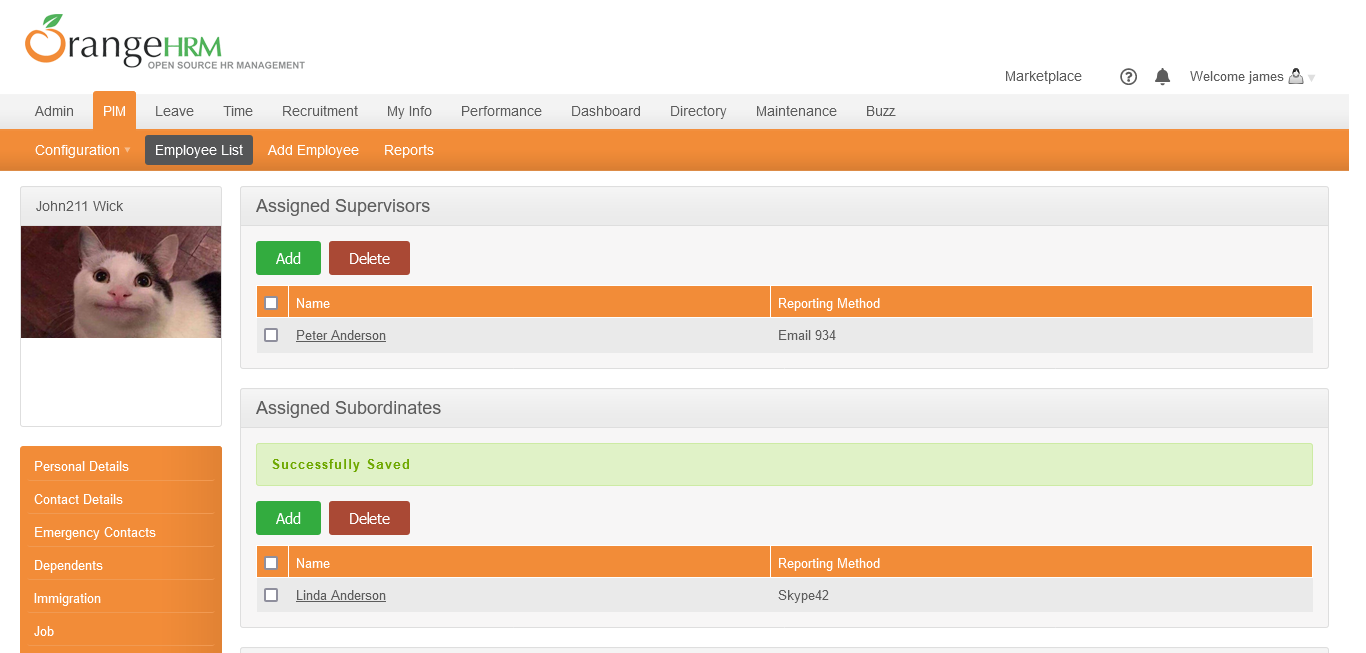 OrangeHRM
OPEN SOURCE HR MANAGEMENT
Marketplace ? Welcome james
Admin PIM Leave Time Recruitment My Info Performance Dashboard Directory Maintenance Buzz
Configuration Employee List Add Employee Reports
John211 Wick
Assigned Supervisors
Add Delete
Name Reporting Method
Peter Anderson Email 934
Assigned Subordinates
Successfully Saved
Add Delete
Name Reporting Method
Linda Anderson Skype42
Personal Details
Contact Details
Emergency Contacts
Dependents
Immigration
Job